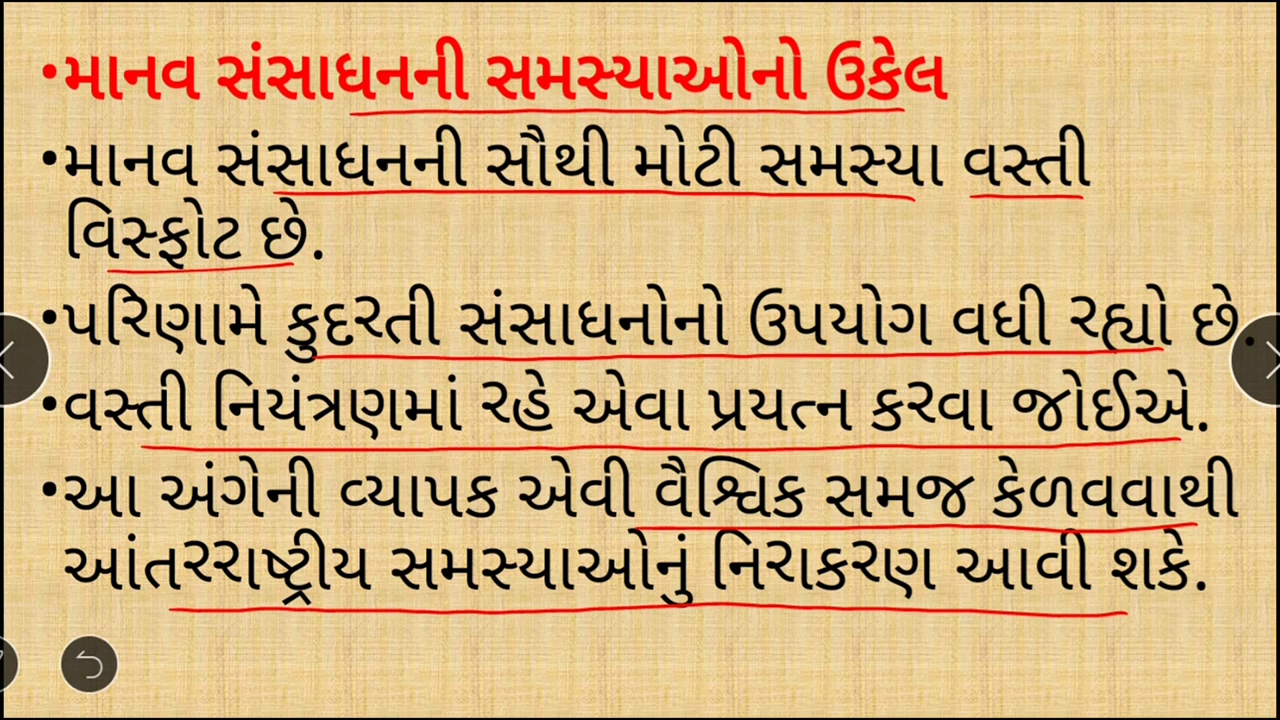 •માનવ સંસાધનની સમસ્યાઓનો ઉકેલ
•માનવ સંસાધનની સૌથી મોટી સમસ્યા વસ્તી
વિસ્ફોટ છે.
•પરિણામે કુદરતી સંસાધનોનો ઉપયોગ વધી રહ્યો છે.
•વસ્તી નિયંત્રણમાં રહે એવા પ્રયત્ન કરવા જોઈએ.
•આ અંગેની વ્યાપક એવી વૈશ્વિક સમજ કેળવવાથી
આંતરરાષ્ટ્રીય સમસ્યાઓનું નિરાકરણ આવી શકે.